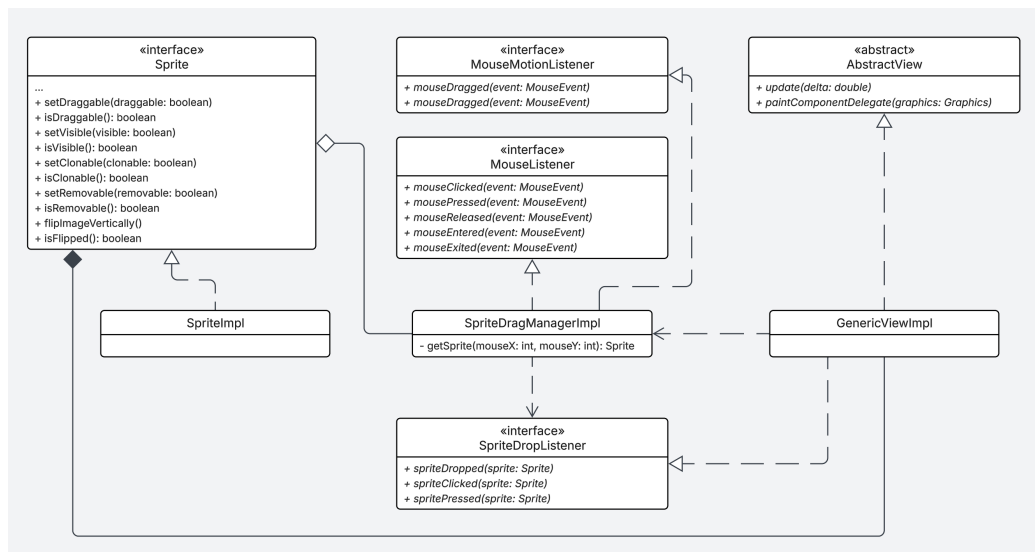 «interface»
Sprite
...
+ setDraggable(draggable: boolean)
+ isDraggable(): boolean
+ setVisible(visible: boolean)
+ isVisible(): boolean
+ setClonable(clonable: boolean)
+ isClonable(): boolean
+ setRemovable(removable: boolean)
+ isRemovable(): boolean
+ flipImageVertically()
+ isFlipped(): boolean
«interface»
MouseMotionListener
+ mouseDragged(event: MouseEvent)
+ mouseDragged(event: MouseEvent)
«abstract»
AbstractView
+ update(delta: double)
+ paintComponentDelegate(graphics: Graphics)
«interface»
MouseListener
+ mouseClicked(event: MouseEvent)
+ mousePressed(event: MouseEvent)
+ mouseReleased(event: MouseEvent)
+ mouseEntered(event: MouseEvent)
+ mouseExited(event: MouseEvent)
SpriteImpl
SpriteDragManagerImpl
- getSprite(mouseX: int, mouseY: int): Sprite
GenericViewImpl
«interface»
SpriteDropListener
+ spriteDropped(sprite: Sprite)
+ spriteClicked(sprite: Sprite)
+ spritePressed(sprite: Sprite)